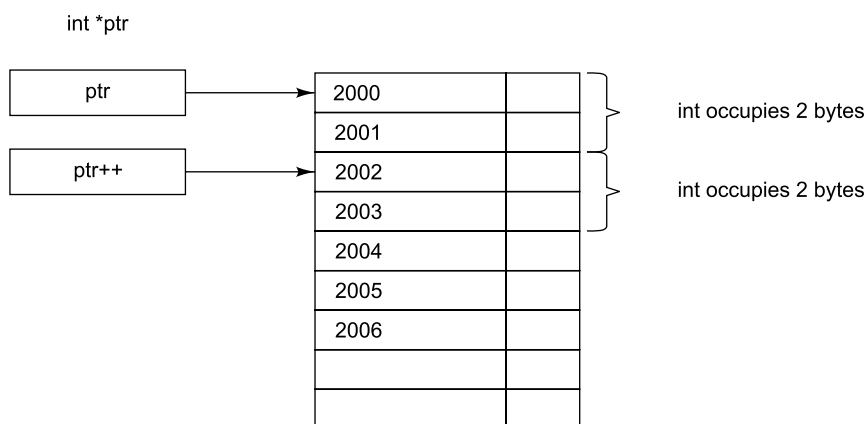 int *ptr
ptr
2000
int occupies 2 bytes
2001
ptr++
2002
int occupies 2 bytes
2003
2004
2005
2006